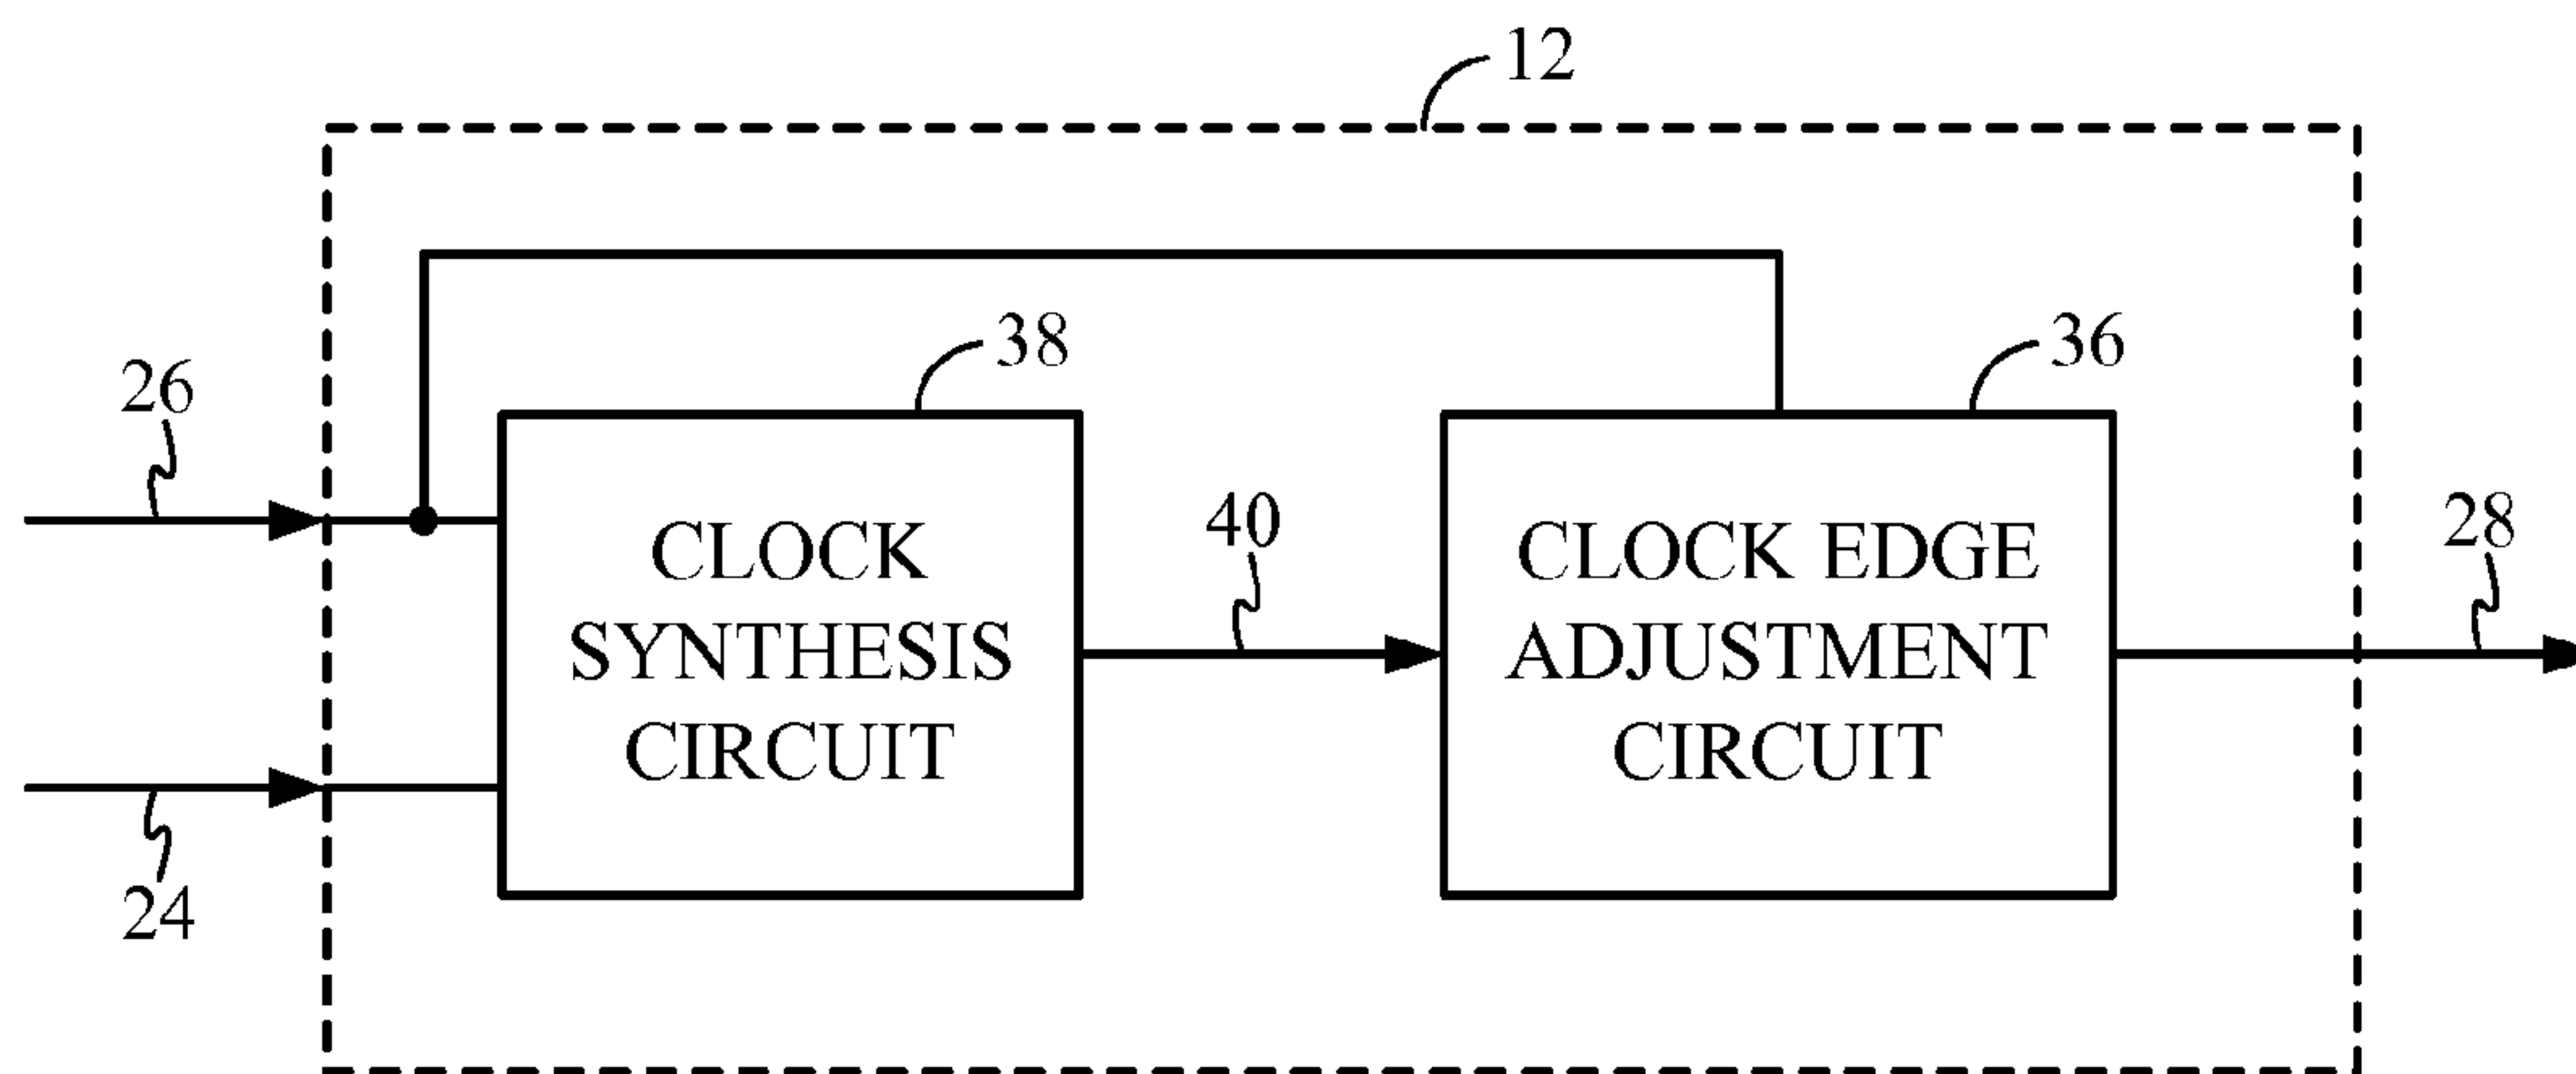 12
38
36
26
40
28
24
CLOCK
SYNTHESIS
CIRCUIT
CLOCK EDGE
ADJUSTMENT
CIRCUIT